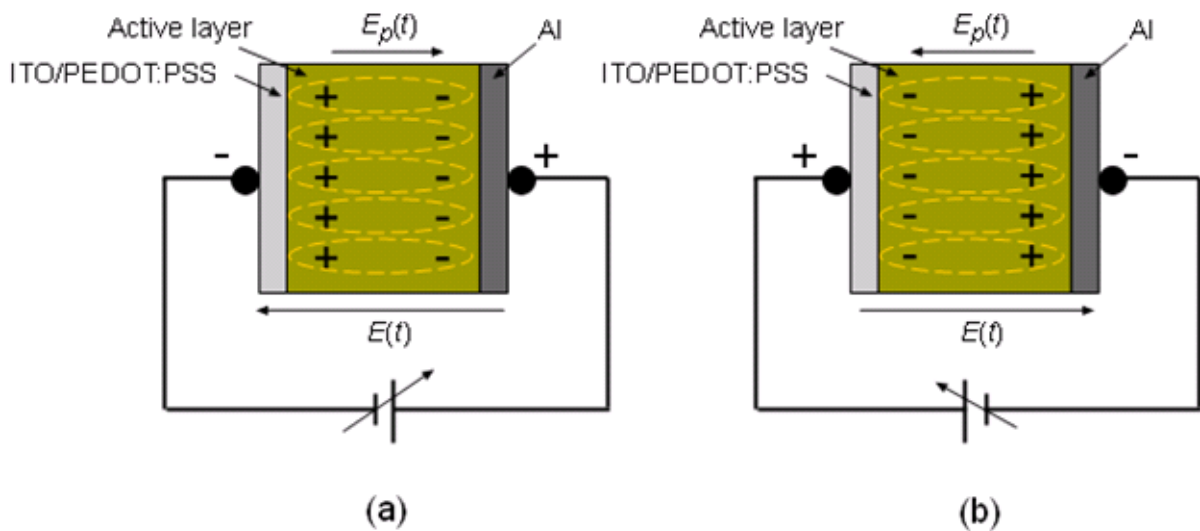 Active layer
ITO/PEDOT:PSS
Eₚ(t)
Al
+ -
+ -
+ -
+ -
+ -
-
+
E(t)
(a)
Active layer
ITO/PEDOT:PSS
Eₚ(t)
Al
- +
- +
- +
- +
- +
+
-
E(t)
(b)